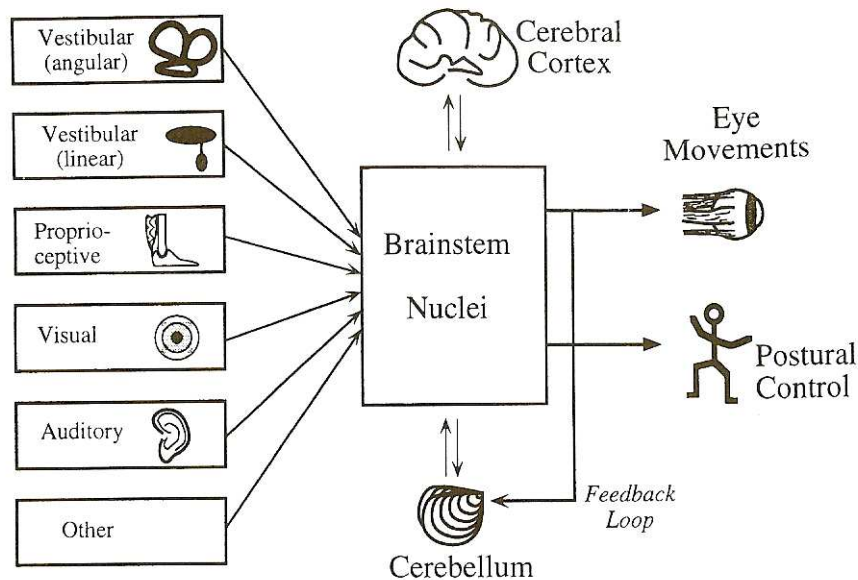 Vestibular
(angular)
Vestibular
(linear)
Proprio-
ceptive
Visual
Auditory
Other
Cerebral
Cortex
Brainstem
Nuclei
Eye
Movements
Postural
Control
Feedback
Loop
Cerebellum